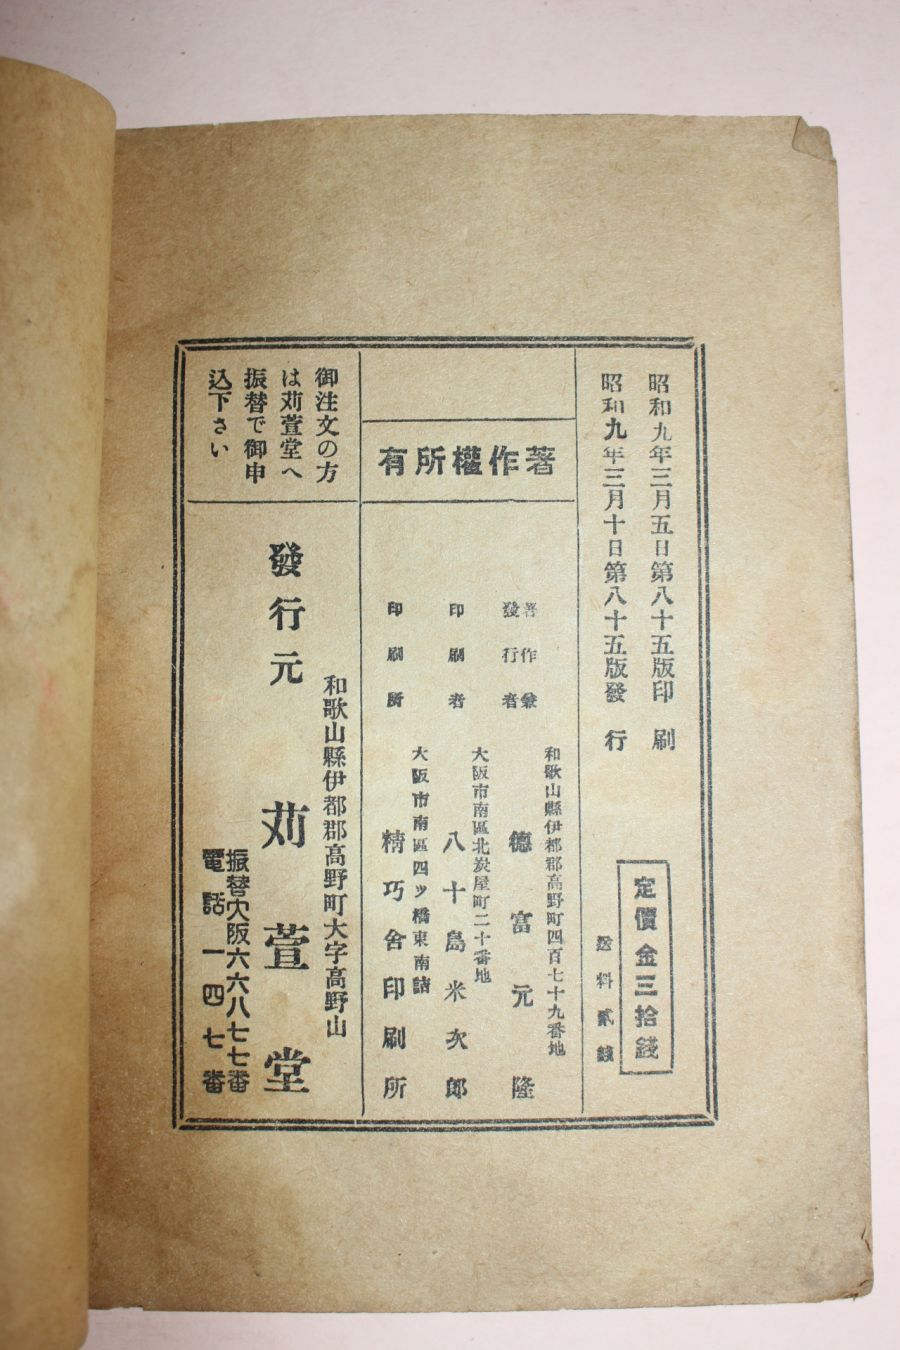 昭和九年三月五日第八十五版印刷
昭和九年三月十日第八十五版發行
定價金三拾錢
送料貳錢
著作權所有
著作兼
發行者
和歌山縣伊都郡高野町四百七十九番地
德富元隆
印刷者
大阪市南區北炭屋町二十番地
八十島米次郎
印刷所
大阪市南區四ツ橋東南詰
精巧舍印刷所
御注文の方
は苅萱堂へ
振替で御申
込下さい
發行元
和歌山縣伊都郡高野町大字高野山
苅萱堂
振替大阪六六八七七番
電話一四七番